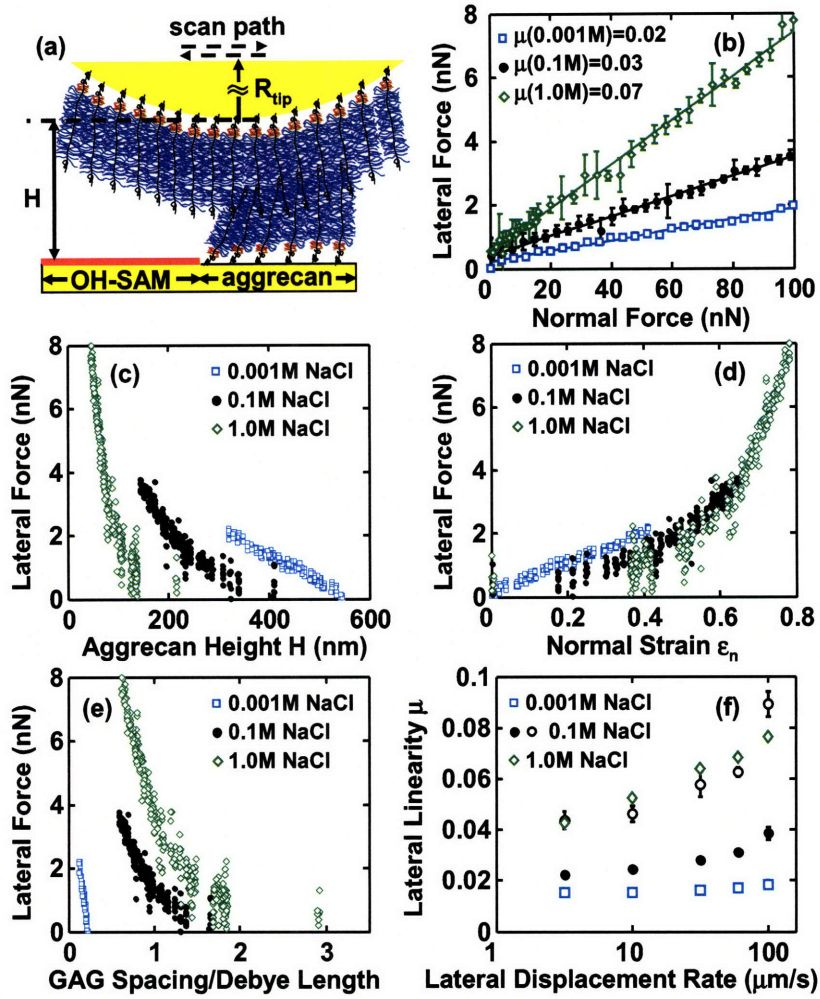 (a)
scan path
R_tip
H
OH-SAM
aggrecan
(b)
Lateral Force (nN)
8
6
4
2
0
μ(0.001M)=0.02
μ(0.1M)=0.03
μ(1.0M)=0.07
0 20 40 60 80 100
Normal Force (nN)
(c)
Lateral Force (nN)
8
6
4
2
0
0.001M NaCl
0.1M NaCl
1.0M NaCl
0 200 400 600
Aggrecan Height H (nm)
(d)
Lateral Force (nN)
8
6
4
2
0
0.001M NaCl
0.1M NaCl
1.0M NaCl
0 0.2 0.4 0.6 0.8
Normal Strain ε_n
(e)
Lateral Force (nN)
8
6
4
2
0
0.001M NaCl
0.1M NaCl
1.0M NaCl
0 1 2 3
GAG Spacing/Debye Length
(f)
Lateral Linearity μ
0.1
0.08
0.06
0.04
0.02
0
0.001M NaCl
0.1M NaCl
1.0M NaCl
1 10 100
Lateral Displacement Rate (μm/s)